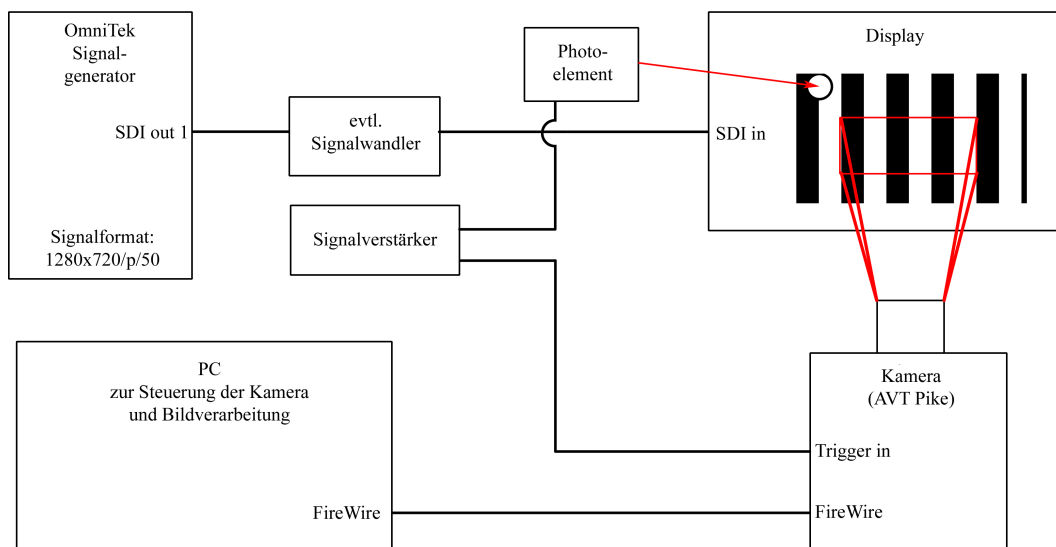 OmniTek
Signal-
generator
SDI out 1
Signalformat:
1280x720/p/50
evtl.
Signalwandler
Signalverstärker
Photo-
element
Display
SDI in
PC
zur Steuerung der Kamera
und Bildverarbeitung
FireWire
Kamera
(AVT Pike)
Trigger in
FireWire